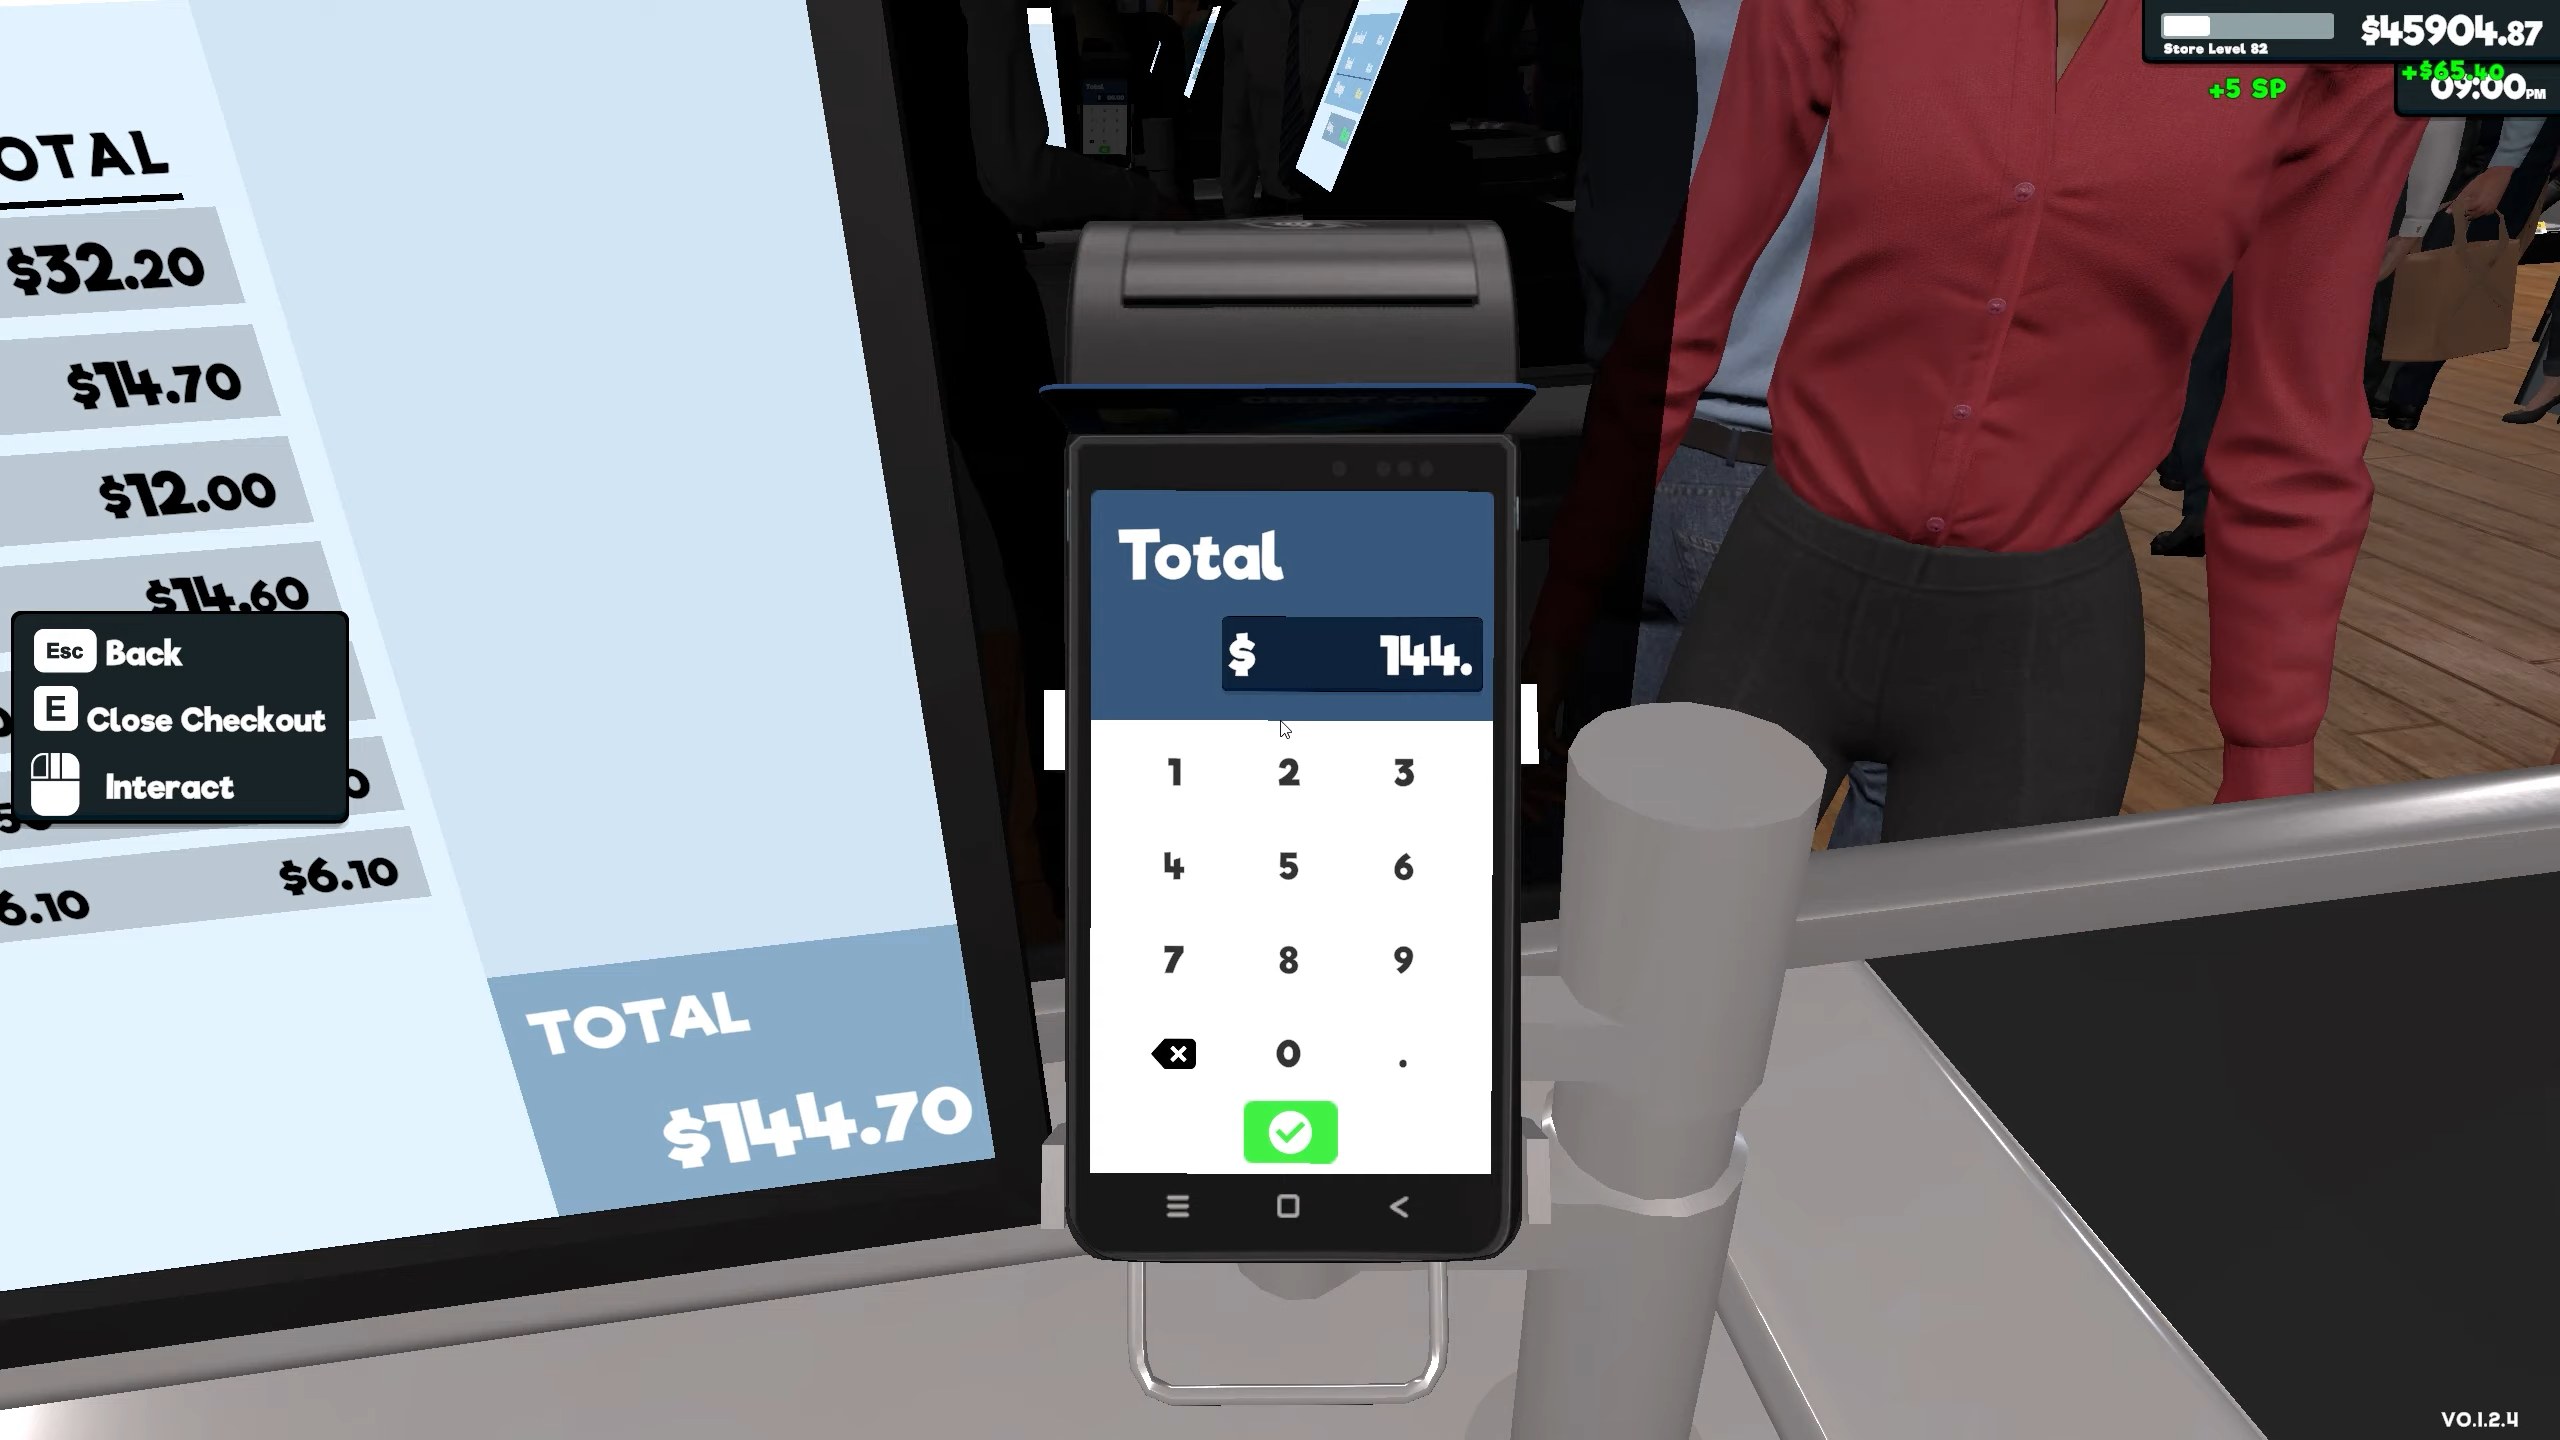 Store Level 82
$45904.87
+5 SP
+$65.40
09:00PM
OTAL
$32.20
$14.70
$12.00
$14.60
Esc Back
E Close Checkout
Interact
6.10 $6.10
TOTAL
$144.70
CREDIT CARD
Total
$ 144.
1 2 3
4 5 6
7 8 9
0 .
V0.1.2.4